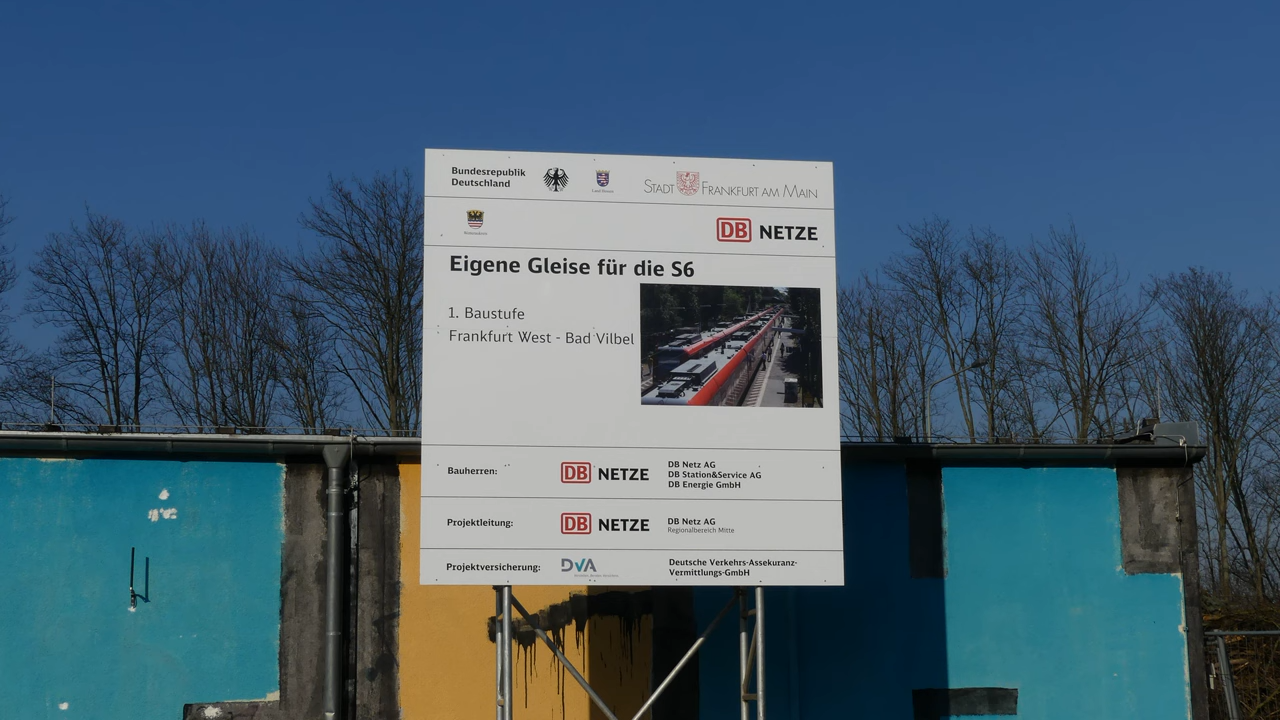 Bundesrepublik
Deutschland
Land Hessen
STADT FRANKFURT AM MAIN
DB NETZE
Eigene Gleise für die S6
1. Baustufe
Frankfurt West - Bad Vilbel
Bauherren:
DB NETZE
DB Netz AG
DB Station&Service AG
DB Energie GmbH
Projektleitung:
DB NETZE
DB Netz AG
Regionalbereich Mitte
Projektversicherung:
DVA
Deutsche Verkehrs-Assekuranz-
Vermittlungs-GmbH